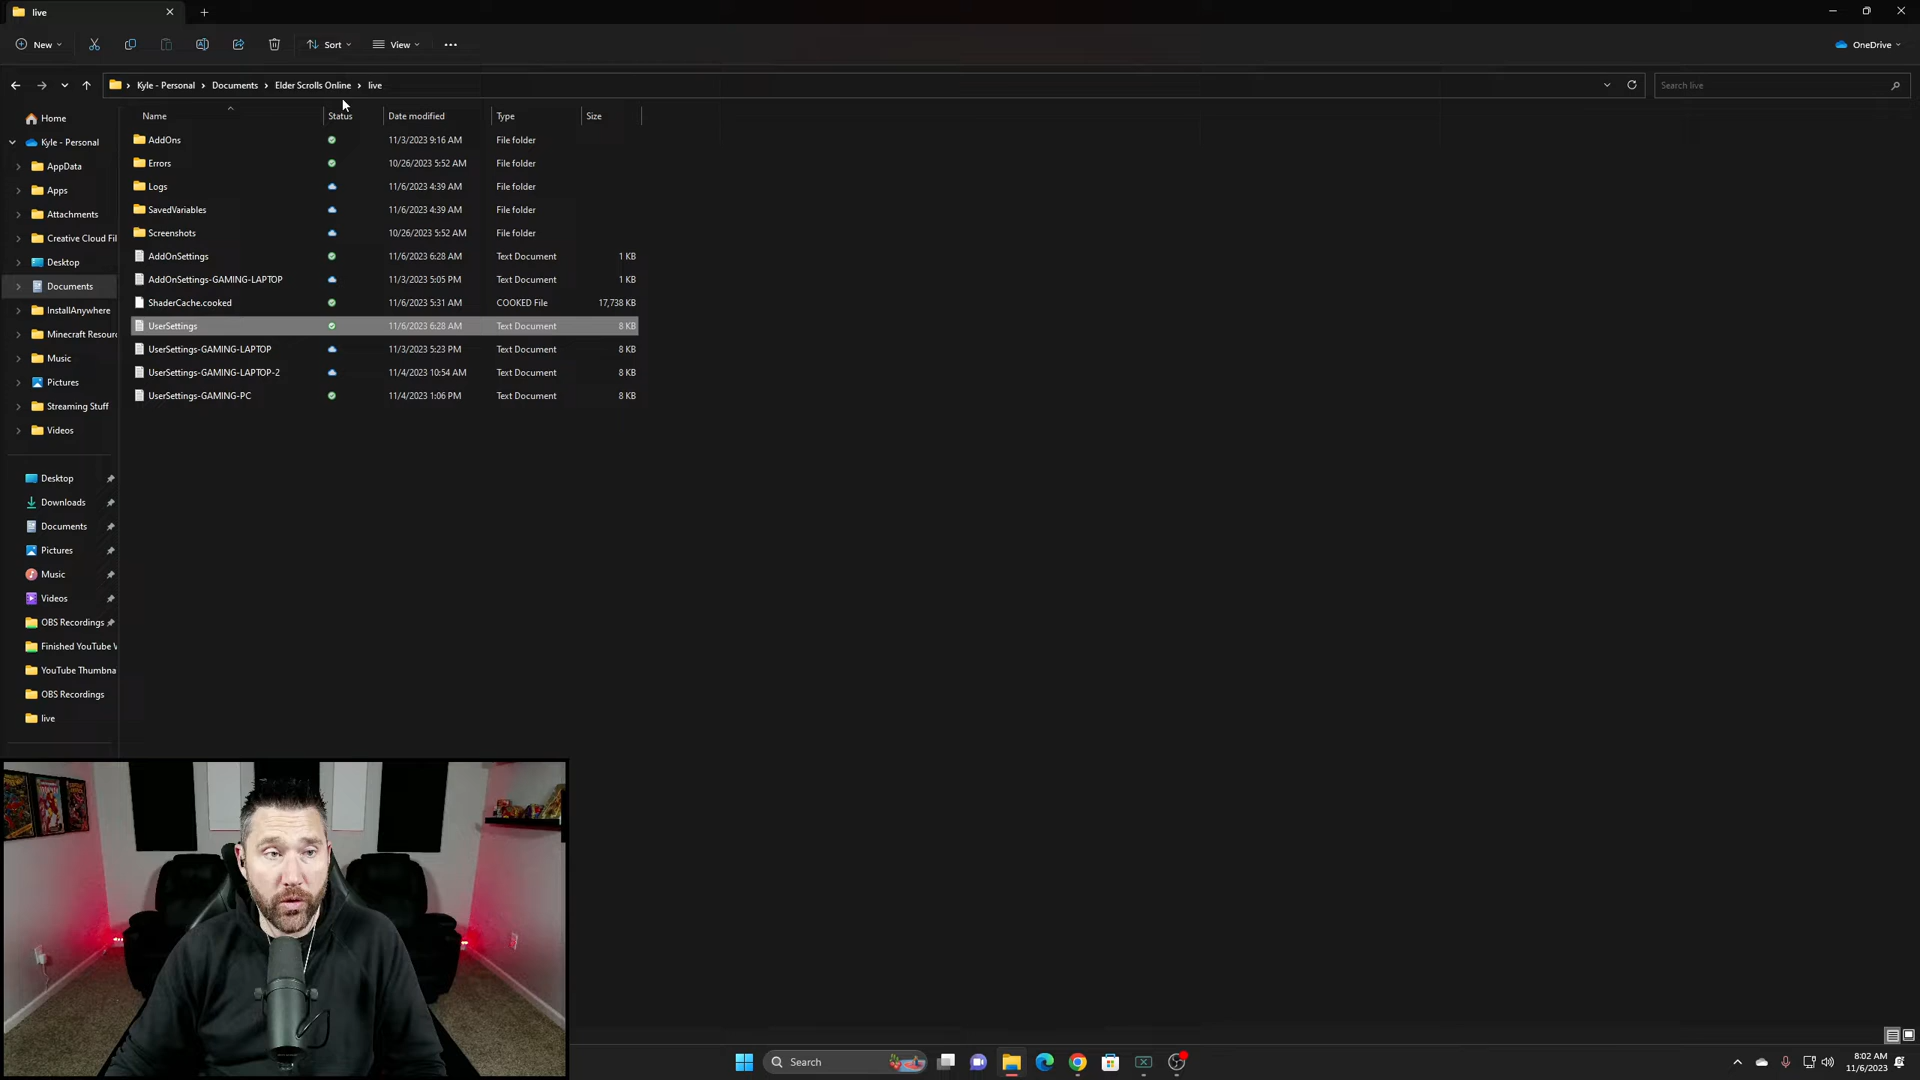 live
New
Sort
View
OneDrive
Kyle - Personal > Documents > Elder Scrolls Online > live
Search live
Name Status Date modified Type Size
AddOns 11/3/2023 9:16 AM File folder
Errors 10/26/2023 5:52 AM File folder
Logs 11/6/2023 4:39 AM File folder
SavedVariables 11/6/2023 4:39 AM File folder
Screenshots 10/26/2023 5:52 AM File folder
AddOnSettings 11/6/2023 6:28 AM Text Document 1 KB
AddOnSettings-GAMING-LAPTOP 11/3/2023 5:05 PM Text Document 1 KB
ShaderCache.cooked 11/6/2023 5:31 AM COOKED File 17,738 KB
UserSettings 11/6/2023 6:28 AM Text Document 8 KB
UserSettings-GAMING-LAPTOP 11/3/2023 5:23 PM Text Document 8 KB
UserSettings-GAMING-LAPTOP-2 11/4/2023 10:54 AM Text Document 8 KB
UserSettings-GAMING-PC 11/4/2023 1:06 PM Text Document 8 KB
Home
Kyle - Personal
AppData
Apps
Attachments
Creative Cloud Fil
Desktop
Documents
InstallAnywhere
Minecraft Resourc
Music
Pictures
Streaming Stuff
Videos
Desktop
Downloads
Documents
Pictures
Music
Videos
OBS Recordings
Finished YouTube V
YouTube Thumbna
OBS Recordings
live
Search
8:02 AM
11/6/2023